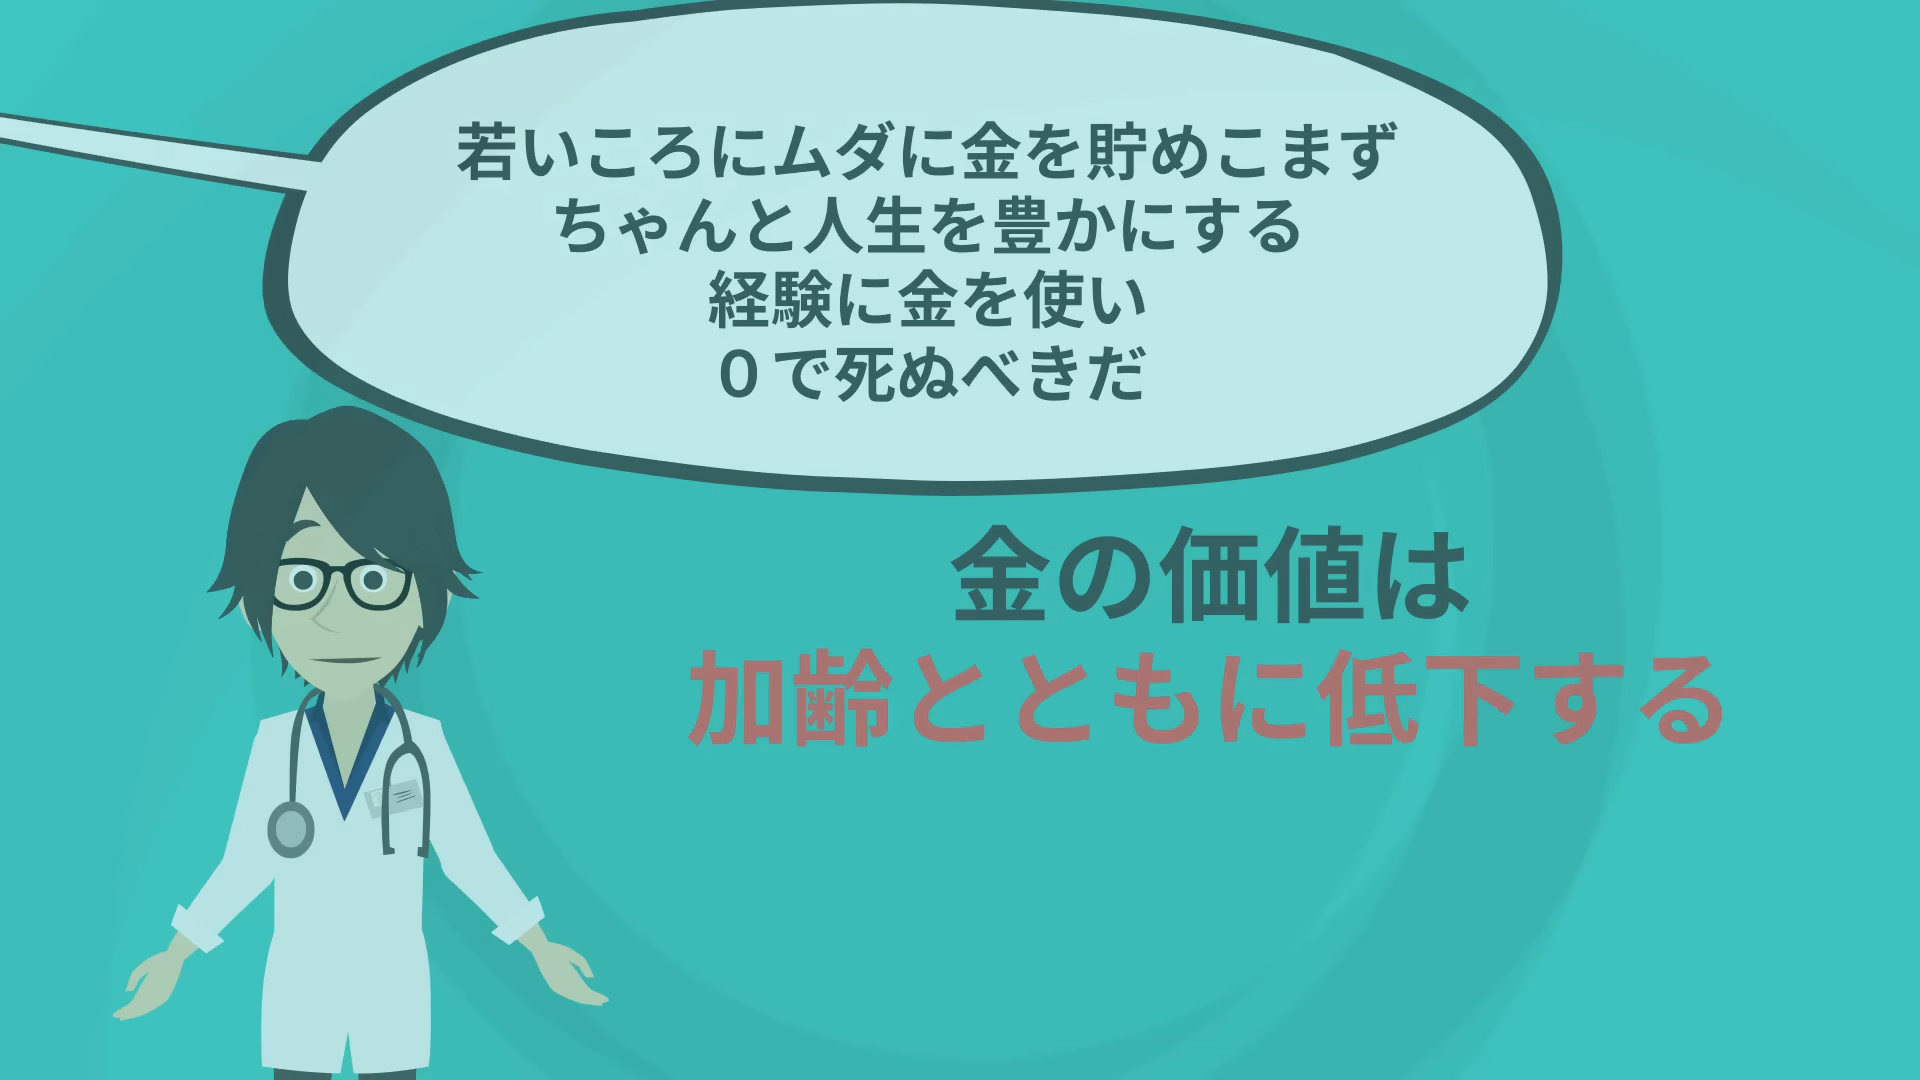 若いころにムダに金を貯めこまず
ちゃんと人生を豊かにする
経験に金を使い
０で死ぬべきだ
金の価値は
加齢とともに低下する